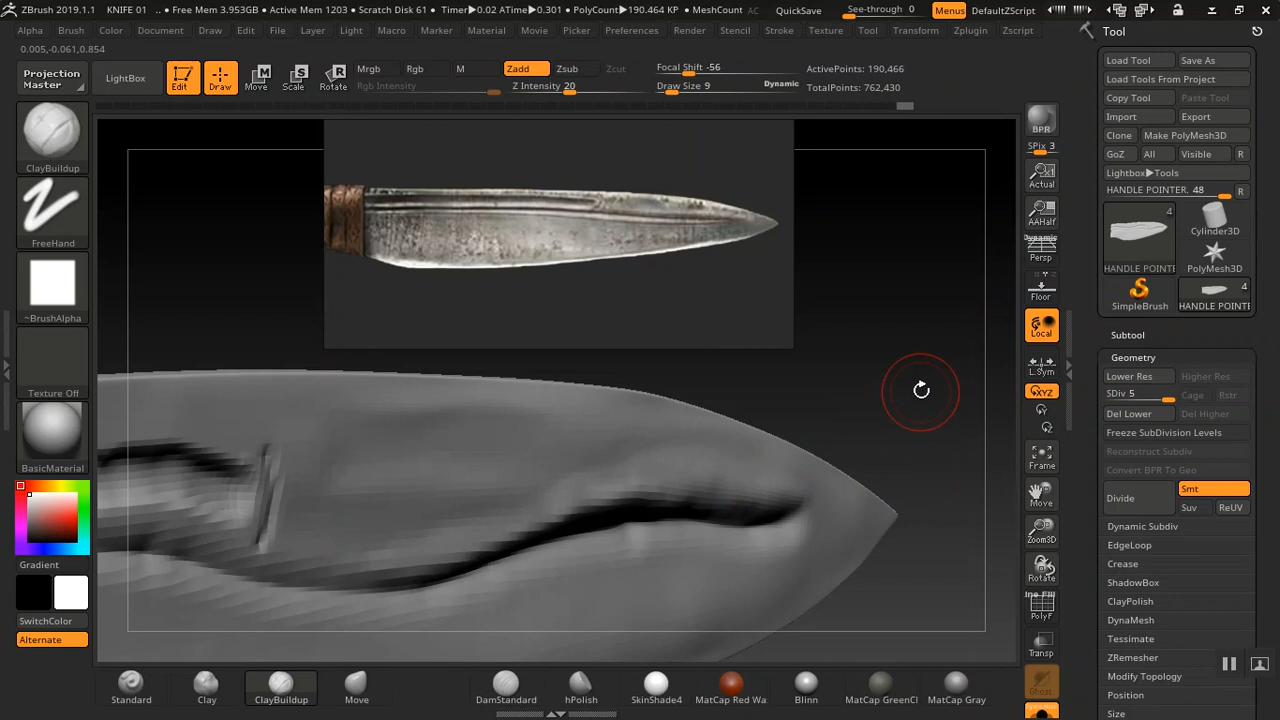 ZBrush 2019.1.1 KNIFE 01 .. • Free Mem 3.953GB • Active Mem 1203 • Scratch Disk 61 • Timer▶0.02 ATime▶0.301 • PolyCount▶190.464 KP • MeshCount AC QuickSave See-through 0 Menus DefaultZScript
Alpha Brush Color Document Draw Edit File Layer Light Macro Marker Material Movie Picker Preferences Render Stencil Stroke Texture Tool Transform Zplugin Zscript
0.005,-0.061,0.854
Projection Master
LightBox
Edit
Draw
Move
Scale
Rotate
Mrgb Rgb M
Rgb Intensity
Zadd Zsub Zcut
Z Intensity 20
Focal Shift -56
Draw Size 9
Dynamic
ActivePoints: 190,466
TotalPoints: 762,430
ClayBuildup
FreeHand
~BrushAlpha
Texture Off
BasicMaterial
Gradient
SwitchColor
Alternate
BPR
SPix 3
Actual
AAHalf
Dynamic
Persp
Floor
Local
L.Sym
XYZ
Frame
Move
Zoom3D
Rotate
Line Fill
PolyF
Transp
Ghost
Tool
Load Tool Save As
Load Tools From Project
Copy Tool Paste Tool
Import Export
Clone Make PolyMesh3D
GoZ All Visible R
Lightbox▶Tools
HANDLE POINTER. 48 R
4
HANDLE POINTE
Cylinder3D
PolyMesh3D
SimpleBrush
4
HANDLE POINTE
Subtool
Geometry
Lower Res Higher Res
SDiv 5 Cage Rstr
Del Lower Del Higher
Freeze SubDivision Levels
Reconstruct Subdiv
Convert BPR To Geo
Divide
Smt
Suv ReUV
Dynamic Subdiv
EdgeLoop
Crease
ShadowBox
ClayPolish
DynaMesh
Tessimate
ZRemesher
Modify Topology
Position
Size
Standard Clay ClayBuildup Move DamStandard hPolish SkinShade4 MatCap Red Wa Blinn MatCap GreenCl MatCap Gray